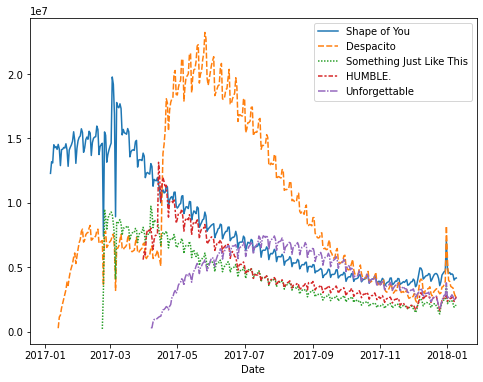 1e7
Shape of You
Despacito
Something Just Like This
HUMBLE.
Unforgettable
2.0
1.5
1.0
0.5
0.0
2017-01 2017-03 2017-05 2017-07 2017-09 2017-11 2018-01
Date